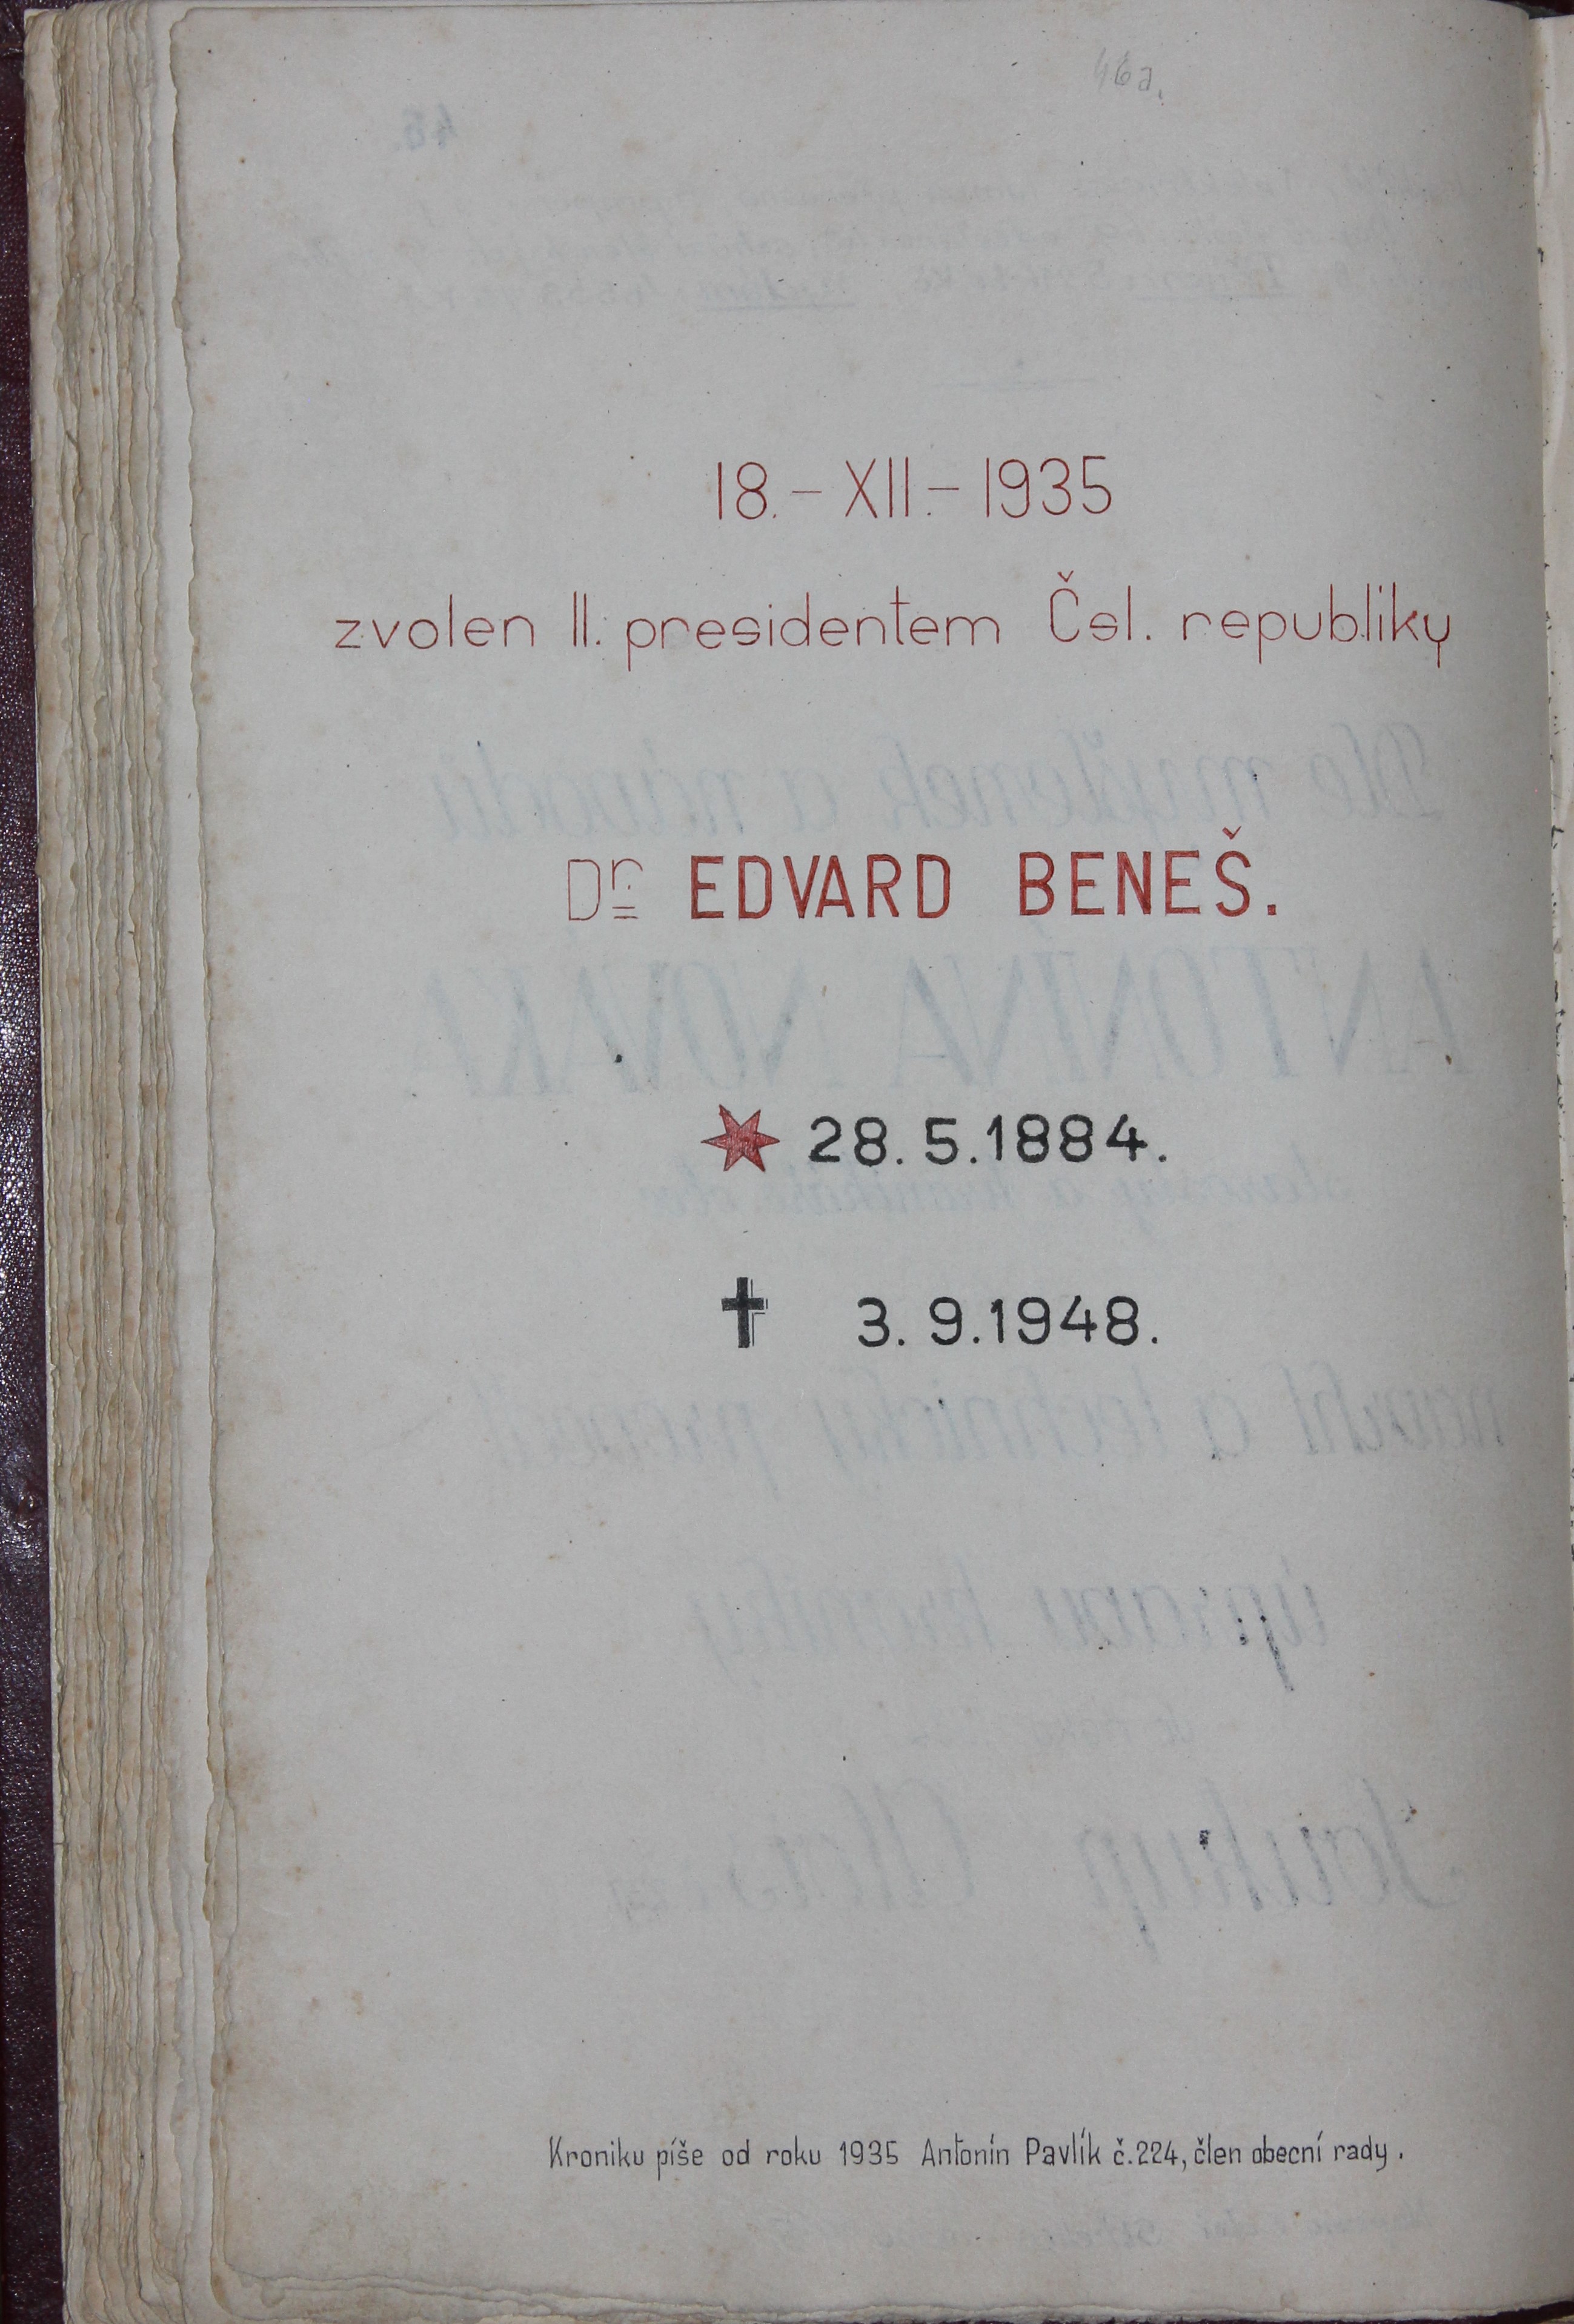 46a.
18. – XII. – 1935
zvolen II. presidentem Čsl. republiky
Dr EDVARD BENEŠ.
28. 5. 1884.
† 3. 9. 1948.
Kroniku píše od roku 1935 Antonín Pavlík č. 224, člen obecní rady.